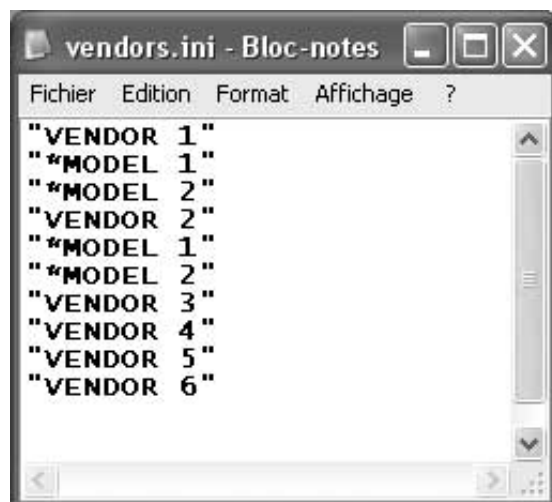 vendors.ini - Bloc-notes
Fichier Edition Format Affichage ?
"VENDOR 1"
"*MODEL 1"
"*MODEL 2"
"VENDOR 2"
"*MODEL 1"
"*MODEL 2"
"VENDOR 3"
"VENDOR 4"
"VENDOR 5"
"VENDOR 6"